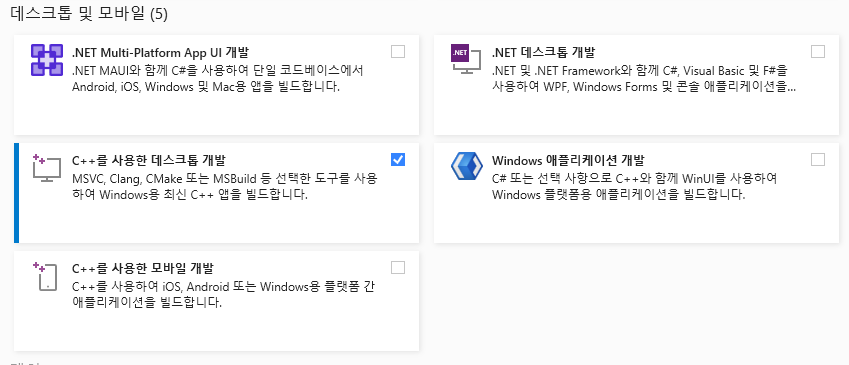 데스크톱 및 모바일 (5)
.NET Multi-Platform App UI 개발
.NET MAUI와 함께 C#을 사용하여 단일 코드베이스에서
Android, iOS, Windows 및 Mac용 앱을 빌드합니다.
.NET 데스크톱 개발
.NET 및 .NET Framework와 함께 C#, Visual Basic 및 F#을
사용하여 WPF, Windows Forms 및 콘솔 애플리케이션을...
C++를 사용한 데스크톱 개발
MSVC, Clang, CMake 또는 MSBuild 등 선택한 도구를 사용
하여 Windows용 최신 C++ 앱을 빌드합니다.
Windows 애플리케이션 개발
C# 또는 선택 사항으로 C++와 함께 WinUI를 사용하여
Windows 플랫폼용 애플리케이션을 빌드합니다.
C++를 사용한 모바일 개발
C++를 사용하여 iOS, Android 또는 Windows용 플랫폼 간
애플리케이션을 빌드합니다.